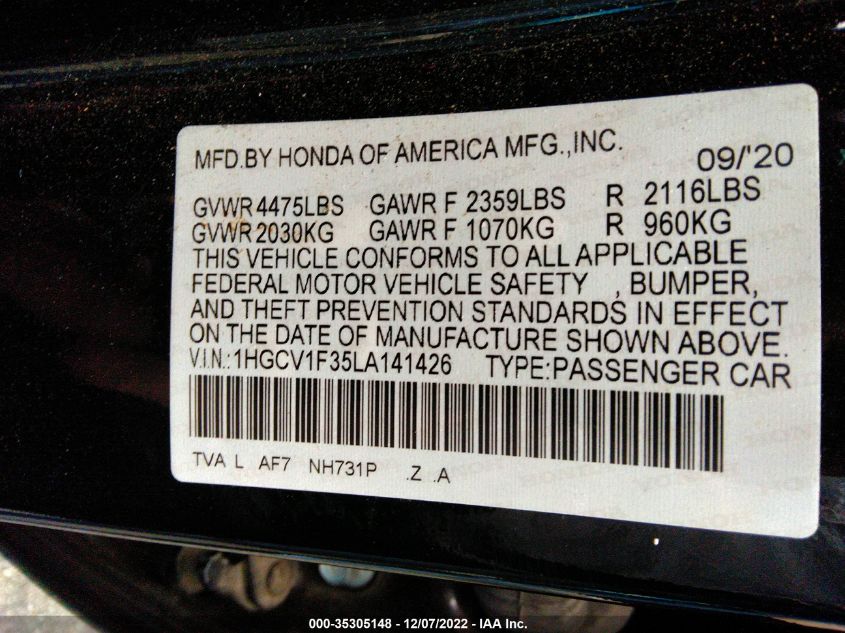 MFD.BY HONDA OF AMERICA MFG.,INC. 09/'20
GVWR 4475LBS GAWR F 2359LBS R 2116LBS
GVWR 2030KG GAWR F 1070KG R 960KG
THIS VEHICLE CONFORMS TO ALL APPLICABLE
FEDERAL MOTOR VEHICLE SAFETY , BUMPER,
AND THEFT PREVENTION STANDARDS IN EFFECT
ON THE DATE OF MANUFACTURE SHOWN ABOVE.
V.I.N.:1HGCV1F35LA141426 TYPE:PASSENGER CAR
TVA L AF7 NH731P .Z .A
000-35305148 - 12/07/2022 - IAA Inc.